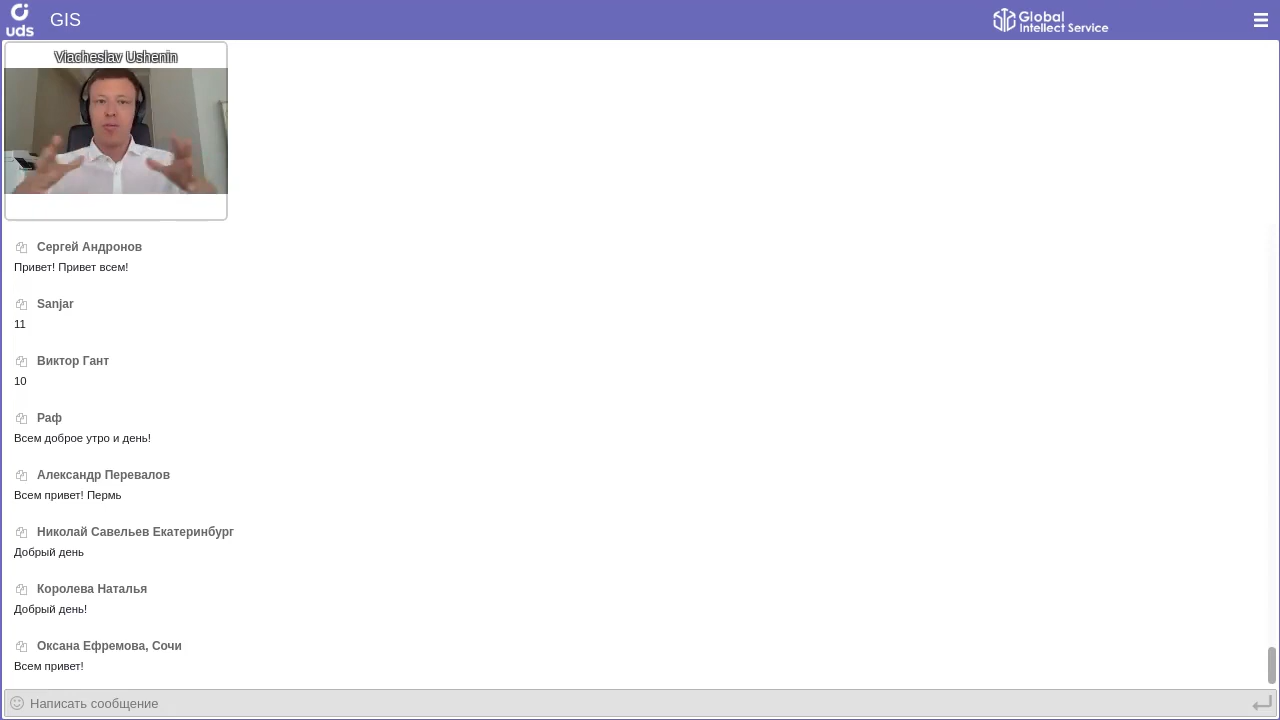 uds
GIS
Global
Intellect Service
Viacheslav Ushenin
Сергей Андронов
Привет! Привет всем!
Sanjar
11
Виктор Гант
10
Раф
Всем доброе утро и день!
Александр Перевалов
Всем привет! Пермь
Николай Савельев Екатеринбург
Добрый день
Королева Наталья
Добрый день!
Оксана Ефремова, Сочи
Всем привет!
Написать сообщение